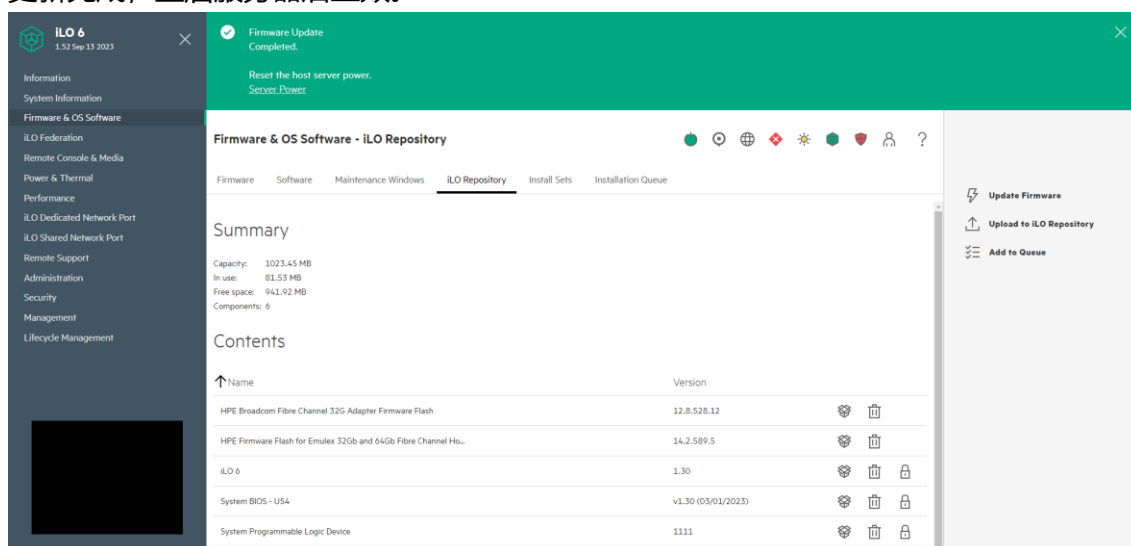 iLO 6
1.52 Sep 13 2023
Information
System Information
Firmware & OS Software
iLO Federation
Remote Console & Media
Power & Thermal
Performance
iLO Dedicated Network Port
iLO Shared Network Port
Remote Support
Administration
Security
Management
Lifecycle Management
Firmware Update
Completed.
Reset the host server power.
Server Power
Firmware & OS Software - iLO Repository
?
Firmware Software Maintenance Windows iLO Repository Install Sets Installation Queue
Summary
Capacity: 1023.45 MB
In use: 81.53 MB
Free space: 941.92 MB
Components: 6
Contents
Name Version
HPE Broadcom Fibre Channel 32G Adapter Firmware Flash 12.8.528.12
HPE Firmware Flash for Emulex 32Gb and 64Gb Fibre Channel Ho... 14.2.589.5
iLO 6 1.30
System BIOS - U54 v1.30 (03/01/2023)
System Programmable Logic Device 1111
Update Firmware
Upload to iLO Repository
Add to Queue